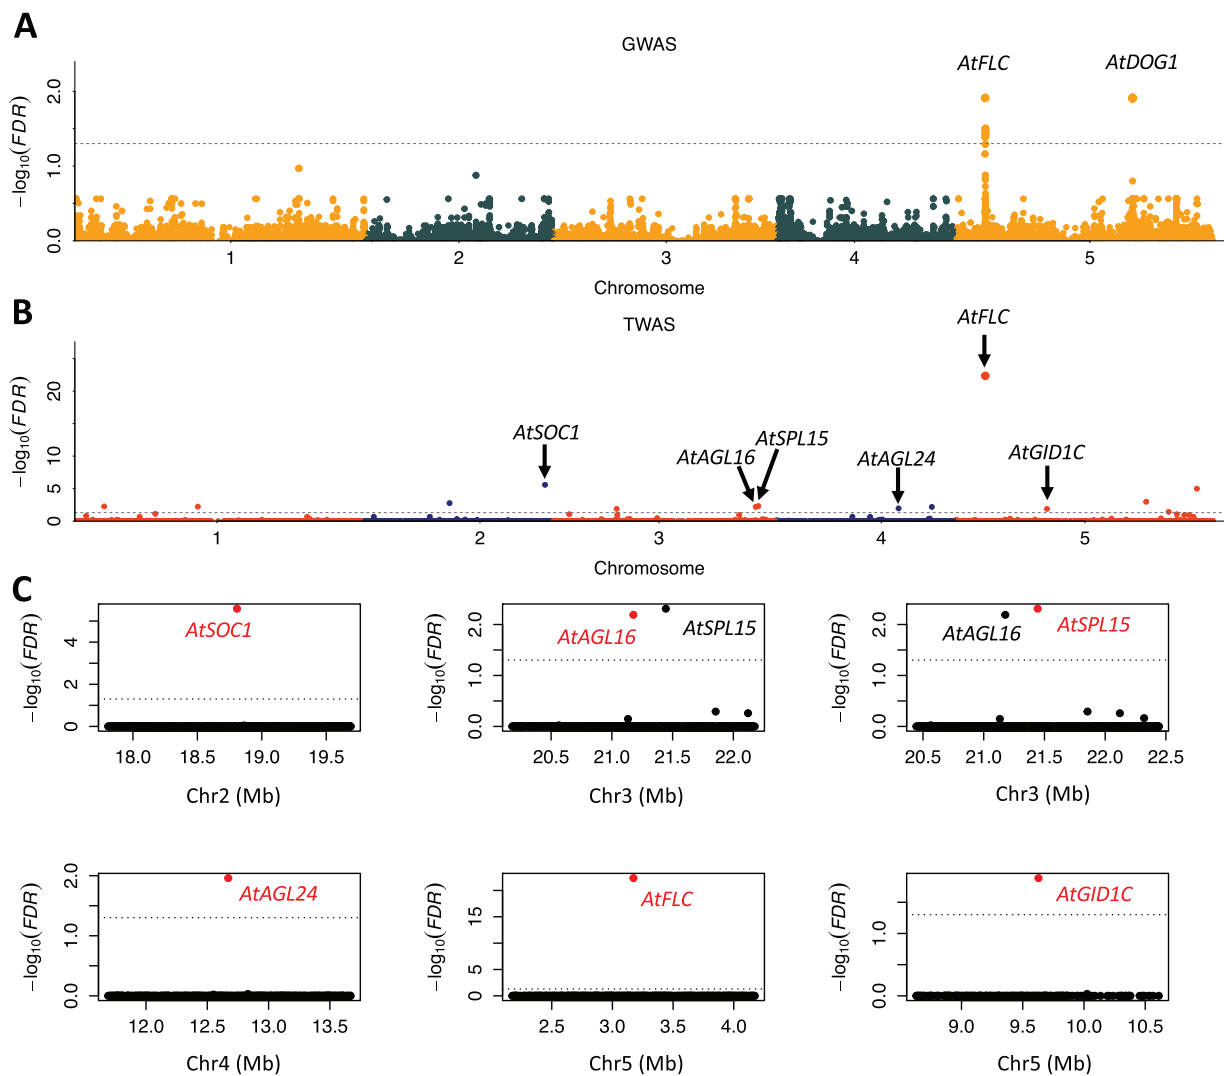 A
GWAS
AtFLC AtDOG1
−log10(FDR)
0.0 1.0 2.0
1 2 3 4 5
Chromosome
B
TWAS
AtFLC
AtSOC1
AtAGL16
AtSPL15
AtAGL24
AtGID1C
−log10(FDR)
0 5 10 20
1 2 3 4 5
Chromosome
C
AtSOC1
−log10(FDR)
0 2 4
18.0 18.5 19.0 19.5
Chr2 (Mb)
AtAGL16
AtSPL15
−log10(FDR)
0.0 1.0 2.0
20.5 21.0 21.5 22.0
Chr3 (Mb)
AtAGL16
AtSPL15
−log10(FDR)
0.0 1.0 2.0
20.5 21.0 21.5 22.0 22.5
Chr3 (Mb)
AtAGL24
−log10(FDR)
0.0 1.0 2.0
12.0 12.5 13.0 13.5
Chr4 (Mb)
AtFLC
−log10(FDR)
0 5 15
2.5 3.0 3.5 4.0
Chr5 (Mb)
AtGID1C
−log10(FDR)
0.0 1.0
9.0 9.5 10.0 10.5
Chr5 (Mb)